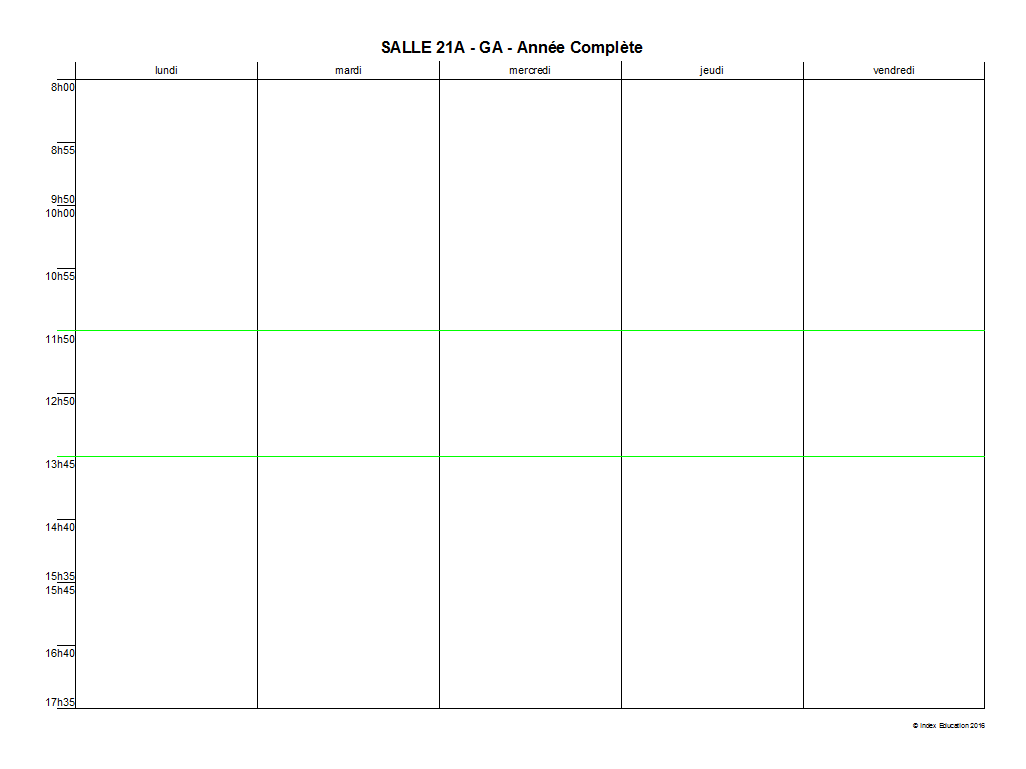 SALLE 21A - GA - Année Complète
lundi mardi mercredi jeudi vendredi
8h00
8h55
9h50
10h00
10h55
11h50
12h50
13h45
14h40
15h35
15h45
16h40
17h35
© Index Education 2016